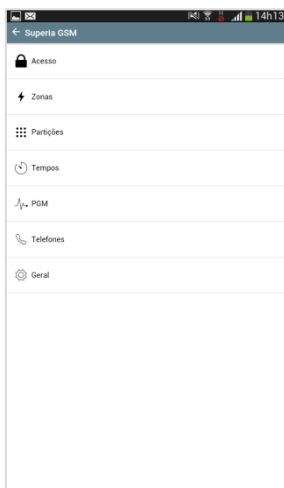 14h13
← Superia GSM
Acesso
Zonas
Partições
Tempos
PGM
Telefones
Geral